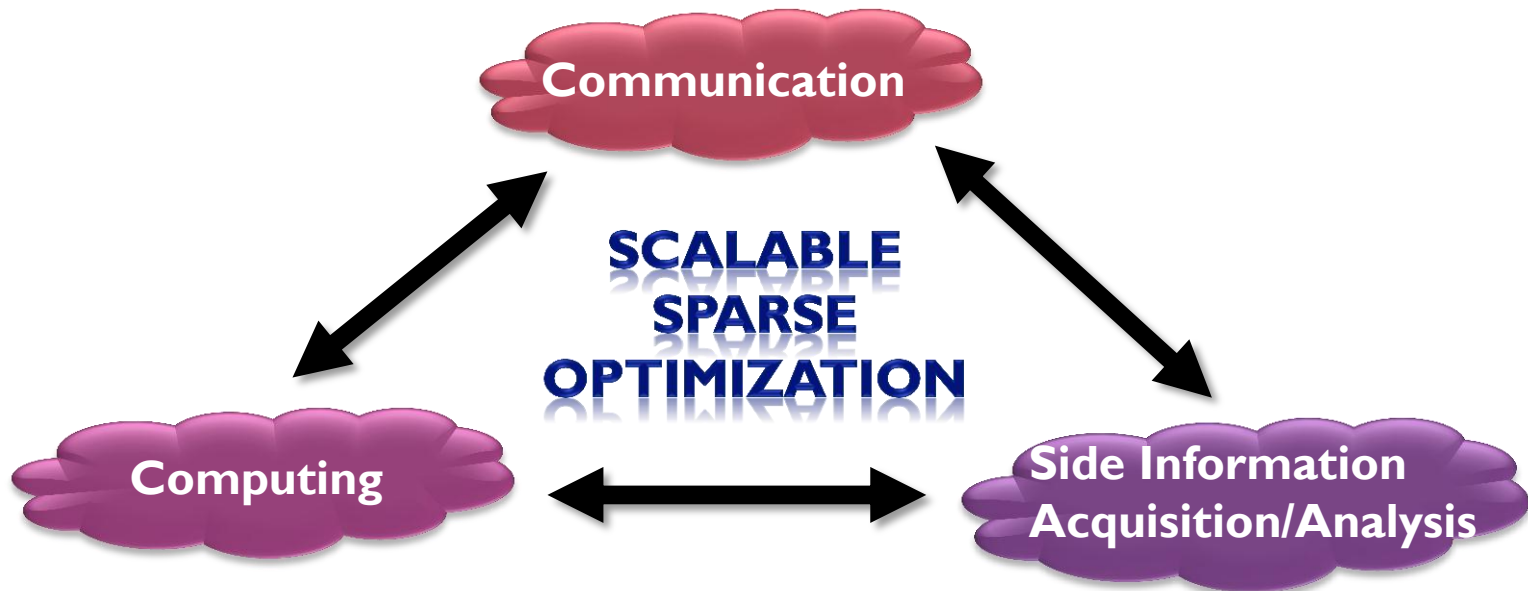 Communication
SCALABLE
SPARSE
OPTIMIZATION
Computing
Side Information
Acquisition/Analysis